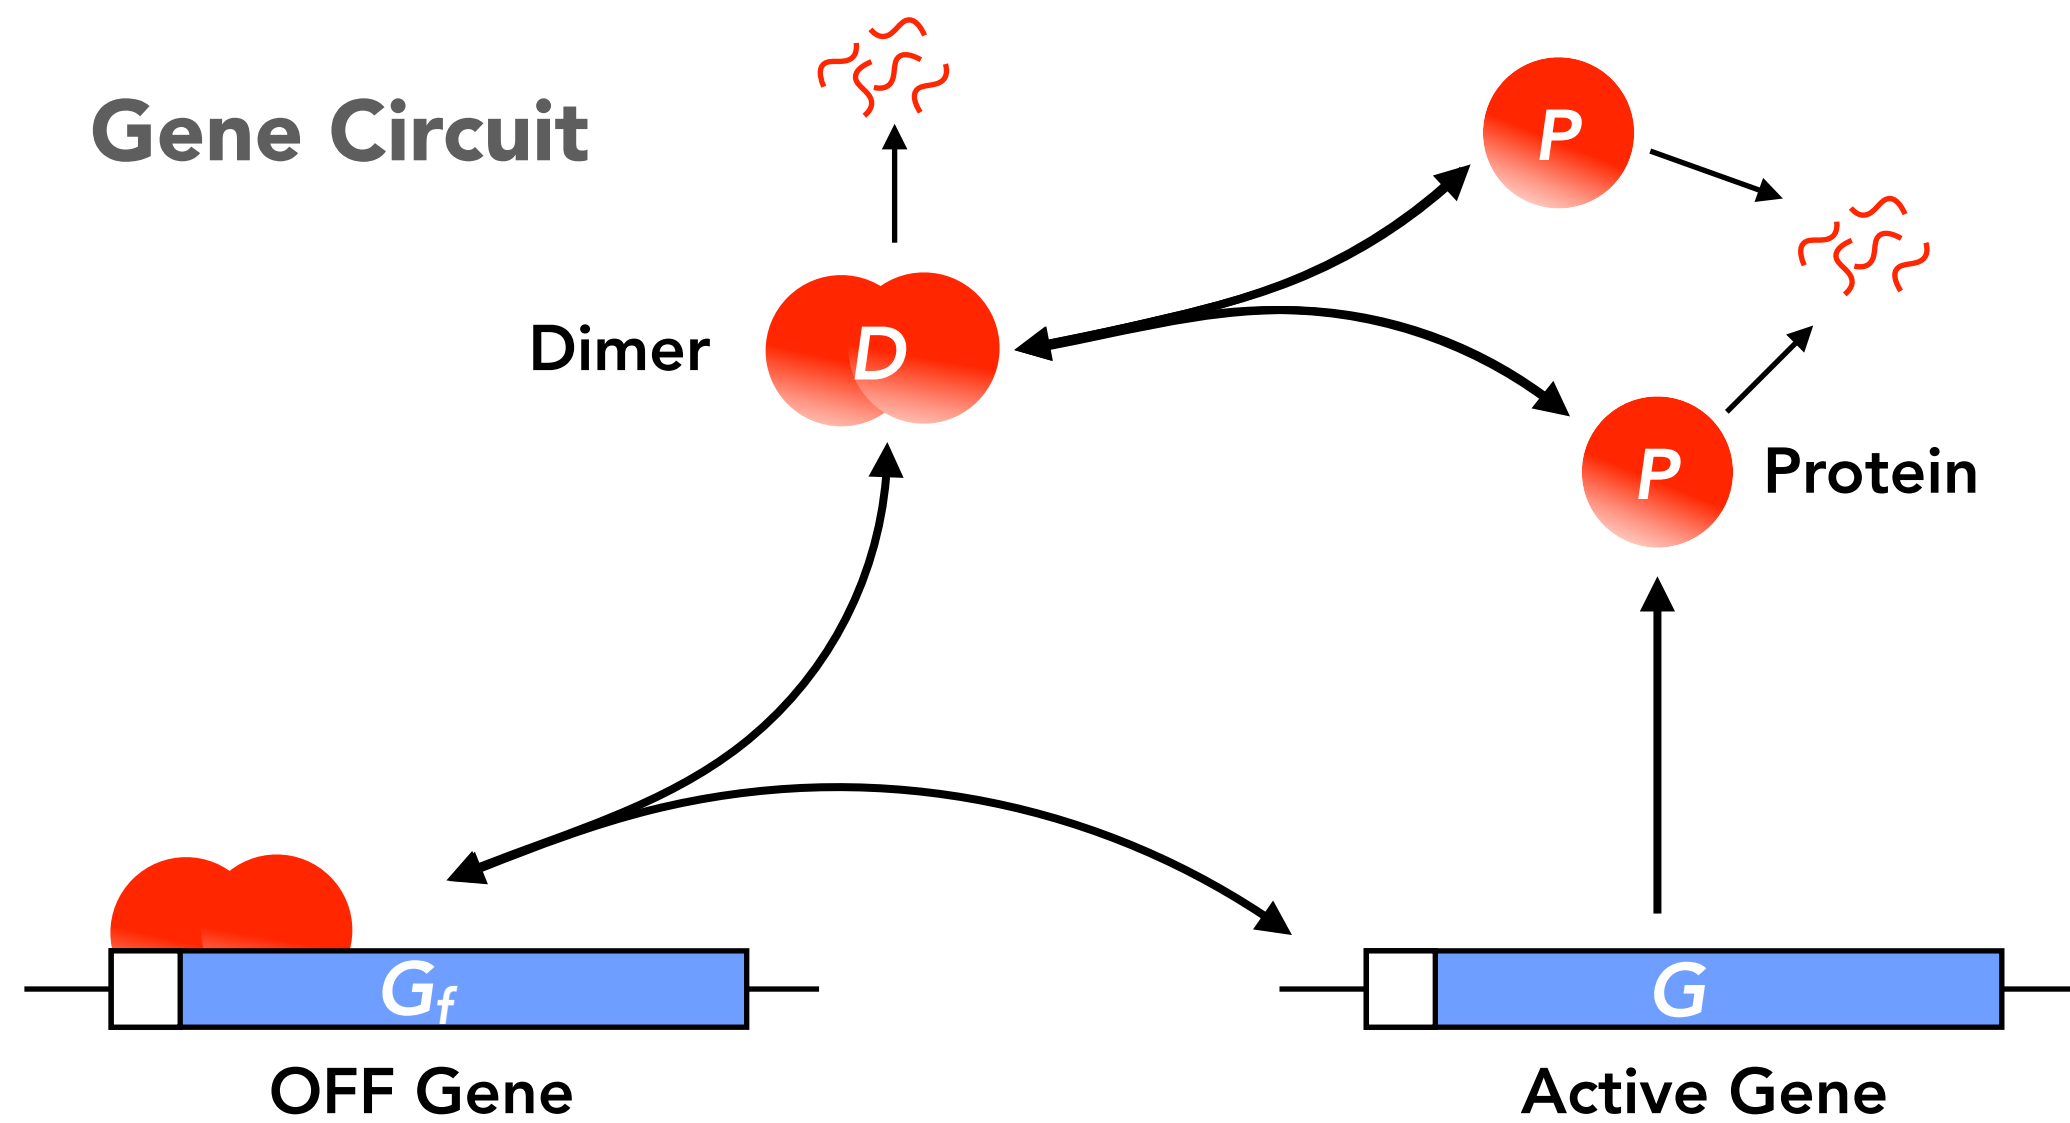 Gene Circuit
P
Dimer
D
P
Protein
Gf
G
OFF Gene
Active Gene